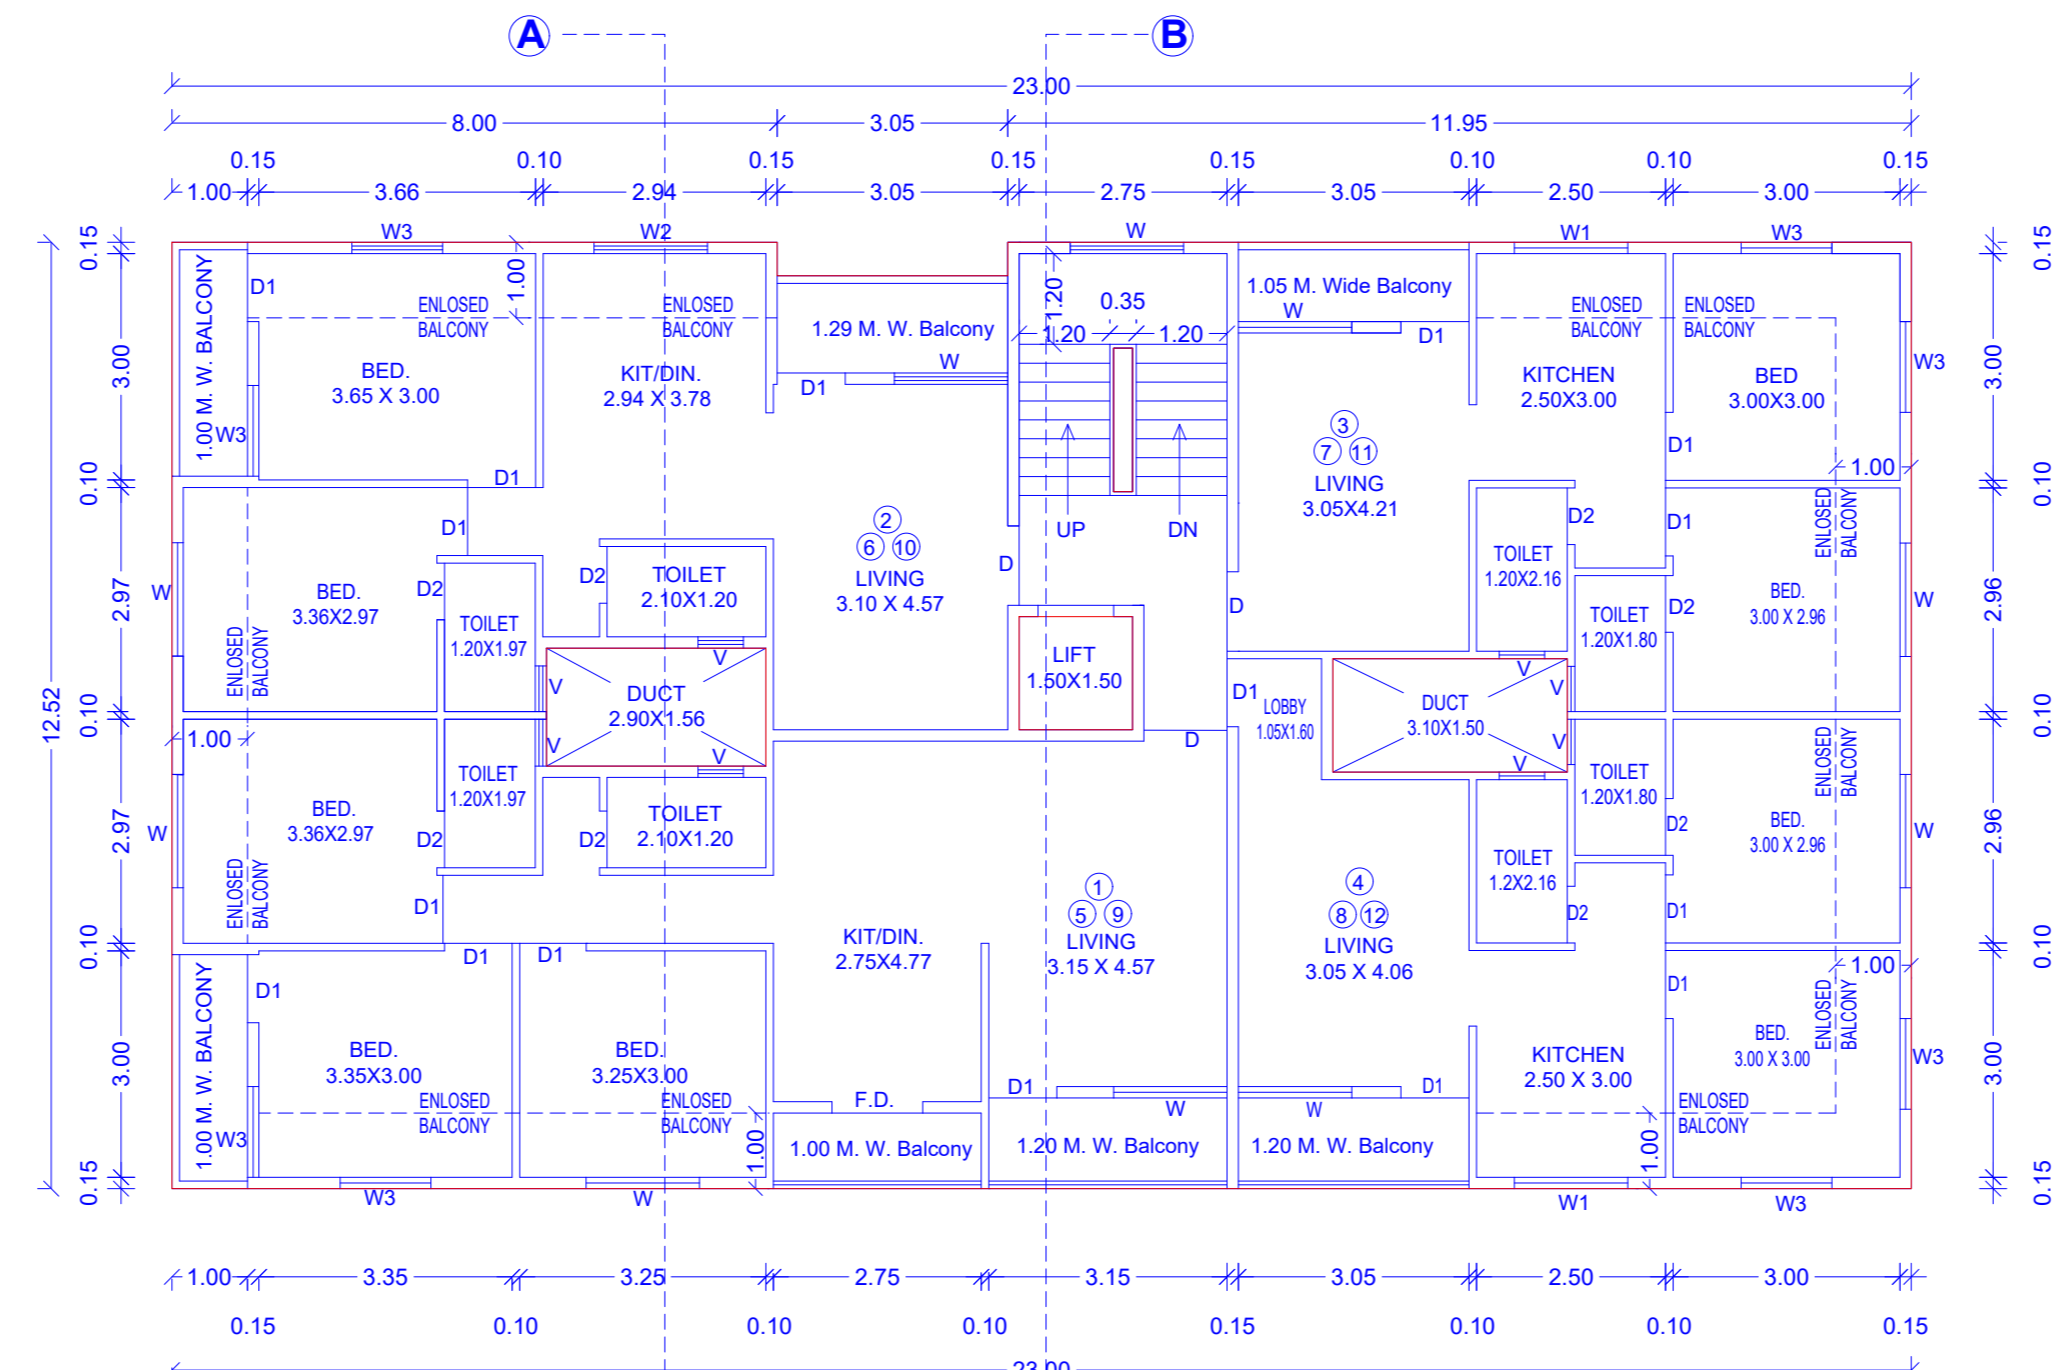 A
B
23.00
8.00
3.05
11.95
0.15
0.10
0.15
0.15
0.15
0.10
0.10
0.15
1.00
3.66
2.94
3.05
2.75
3.05
2.50
3.00
W3
W2
W
W1
W3
0.15
3.00
0.10
2.97
0.10
2.97
0.10
3.00
0.15
12.52
0.15
3.00
0.10
2.96
0.10
2.96
0.10
3.00
0.15
1.00 M. W. BALCONY
D1
W3
ENLOSED
BALCONY
1.00
BED.
3.65 X 3.00
D1
ENLOSED
BALCONY
KIT/DIN.
2.94 X 3.78
1.29 M. W. Balcony
W
D1
1.20
0.35
1.20
1.20
UP
DN
1.05 M. Wide Balcony
W
D1
3
7
11
LIVING
3.05X4.21
ENLOSED
BALCONY
KITCHEN
2.50X3.00
ENLOSED
BALCONY
BED
3.00X3.00
W3
D1
1.00
D1
W
BED.
3.36X2.97
ENLOSED
BALCONY
D2
TOILET
1.20X1.97
D2
TOILET
2.10X1.20
V
2
6
10
LIVING
3.10 X 4.57
D
D
D2
TOILET
1.20X2.16
V
D1
D2
TOILET
1.20X1.80
BED.
3.00 X 2.96
ENLOSED
BALCONY
W
V
DUCT
2.90X1.56
V
V
LIFT
1.50X1.50
D
D1
LOBBY
1.05X1.60
DUCT
3.10X1.50
V
V
V
1.00
W
BED.
3.36X2.97
ENLOSED
BALCONY
TOILET
1.20X1.97
D2
D2
TOILET
2.10X1.20
D1
TOILET
1.20X1.80
D2
BED.
3.00 X 2.96
ENLOSED
BALCONY
W
TOILET
1.2X2.16
D2
D1
KIT/DIN.
2.75X4.77
1
5
9
LIVING
3.15 X 4.57
4
8
12
LIVING
3.05 X 4.06
D1
D1
1.00 M. W. BALCONY
D1
W3
BED.
3.35X3.00
ENLOSED
BALCONY
BED.
3.25X3.00
ENLOSED
BALCONY
1.00
F.D.
1.00 M. W. Balcony
D1
W
1.20 M. W. Balcony
W
D1
1.20 M. W. Balcony
KITCHEN
2.50 X 3.00
1.00
D1
1.00
BED.
3.00 X 3.00
ENLOSED
BALCONY
ENLOSED
BALCONY
W3
W3
W
W1
W3
1.00
3.35
3.25
2.75
3.15
3.05
2.50
3.00
0.15
0.10
0.10
0.10
0.15
0.10
0.10
0.15
23.00